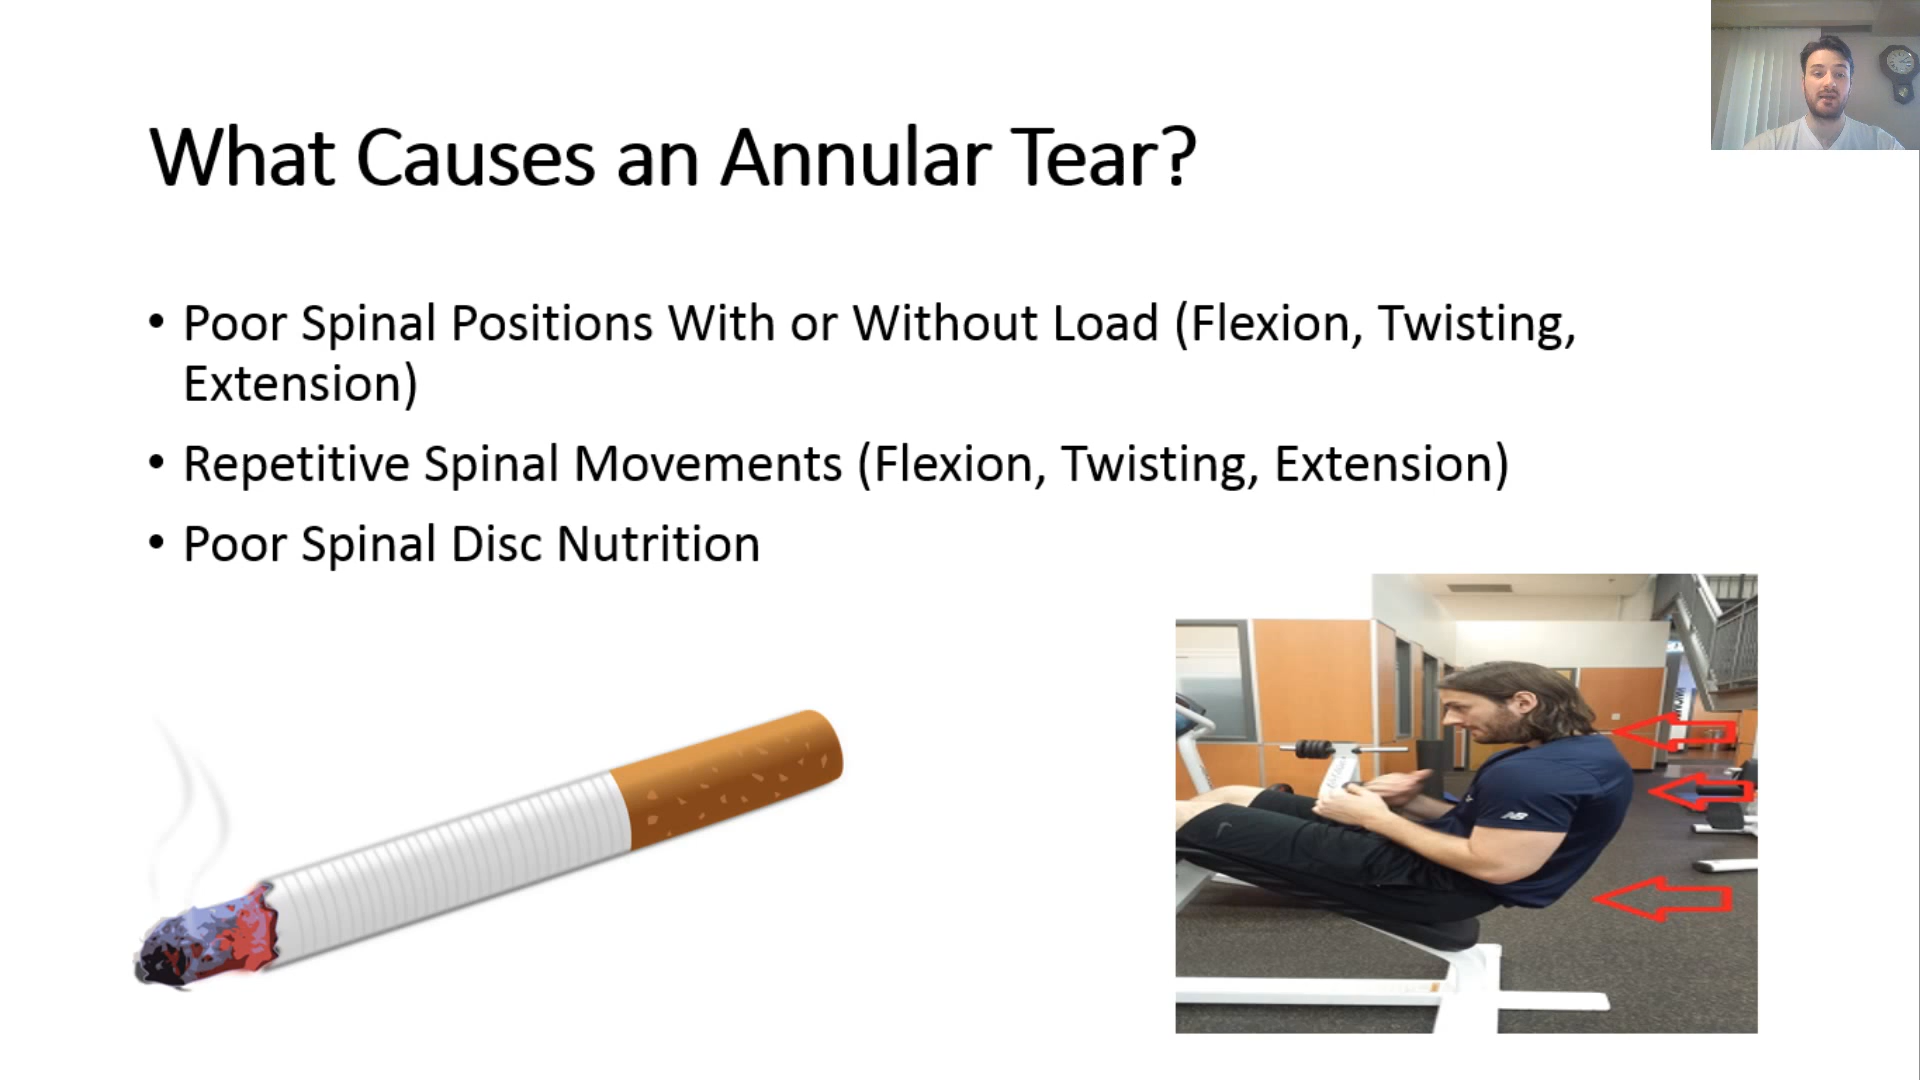 What Causes an Annular Tear?
• Poor Spinal Positions With or Without Load (Flexion, Twisting,
Extension)
• Repetitive Spinal Movements (Flexion, Twisting, Extension)
• Poor Spinal Disc Nutrition
NB